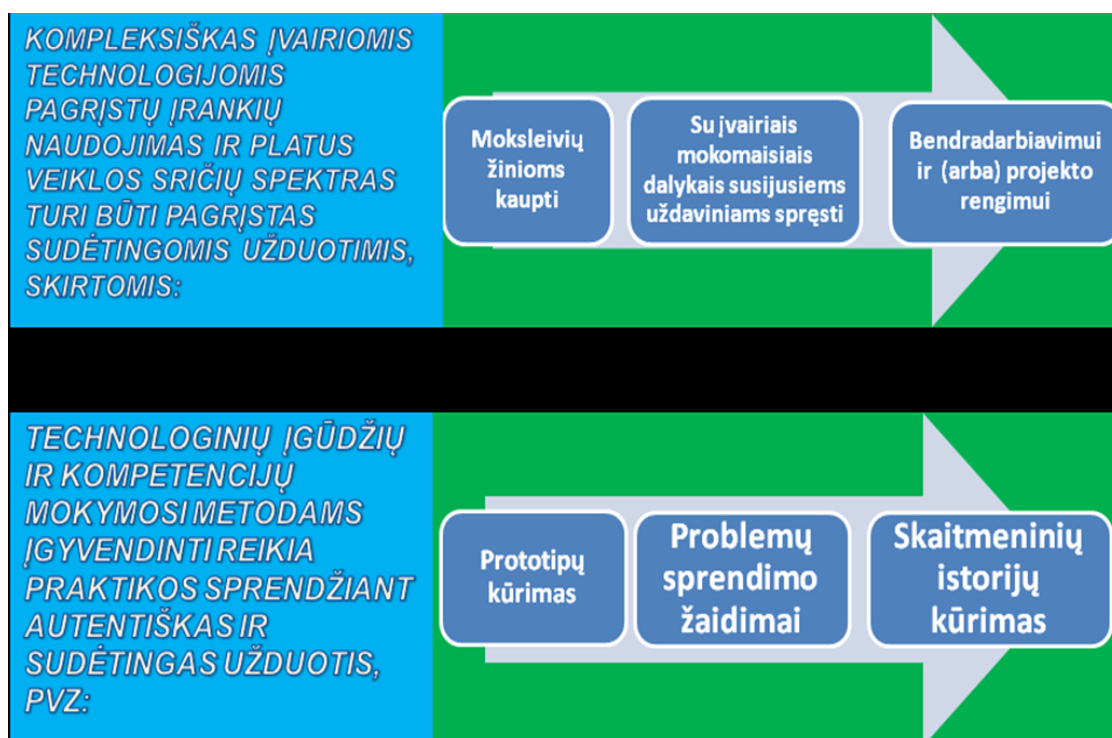 KOMPLEKSIŠKAS ĮVAIRIOMIS
TECHNOLOGIJOMIS
PAGRĮSTŲ ĮRANKIŲ
NAUDOJIMAS IR PLATUS
VEIKLOS SRIČIŲ SPEKTRAS
TURI BŪTI PAGRĮSTAS
SUDĖTINGOMIS UŽDUOTIMIS,
SKIRTOMIS:
Moksleivių
žinioms
kaupti
Su įvairiais
mokomaisiais
dalykais susijusiems
uždaviniams spręsti
Bendradarbiavimui
ir (arba) projekto
rengimui
TECHNOLOGINIŲ ĮGŪDŽIŲ
IR KOMPETENCIJŲ
MOKYMOSI METODAMS
ĮGYVENDINTI REIKIA
PRAKTIKOS SPRENDŽIANT
AUTENTIŠKAS IR
SUDĖTINGAS UŽDUOTIS,
PVZ:
Prototipų
kūrimas
Problemų
sprendimo
žaidimai
Skaitmeninių
istorijų
kūrimas